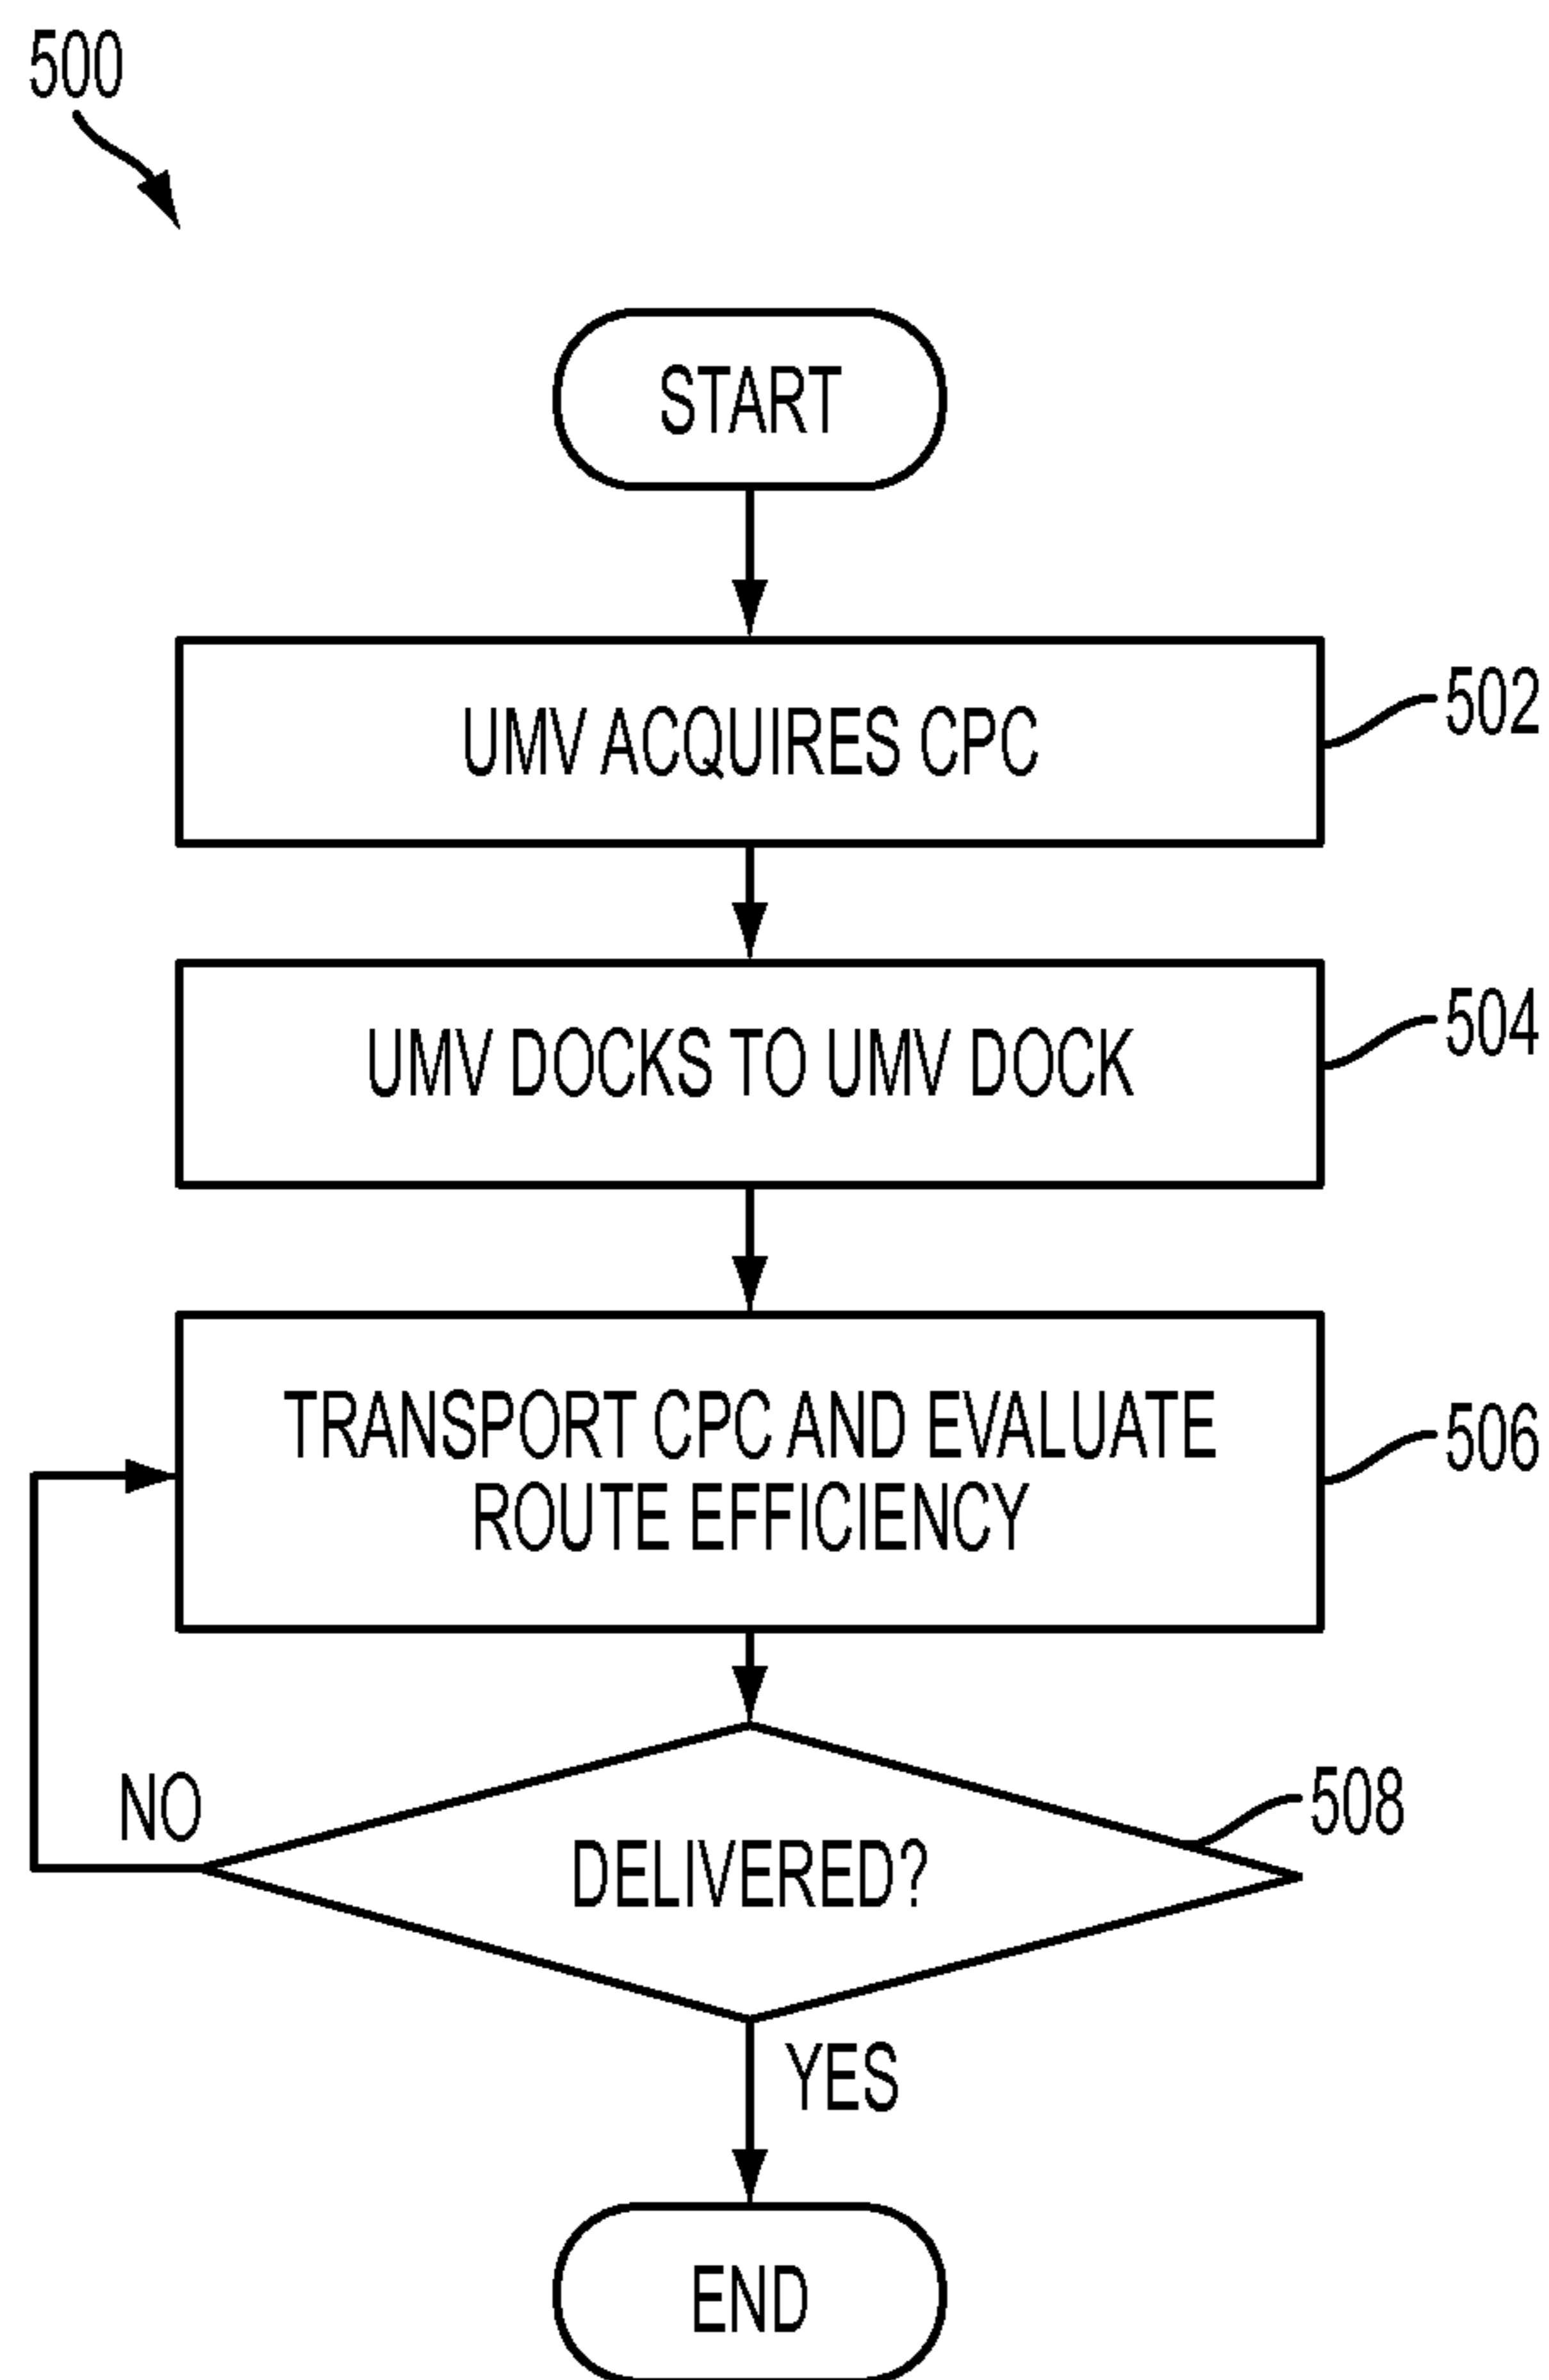 500
START
UMV ACQUIRES CPC
502
UMV DOCKS TO UMV DOCK
504
TRANSPORT CPC AND EVALUATE
ROUTE EFFICIENCY
506
NO
DELIVERED?
508
YES
END